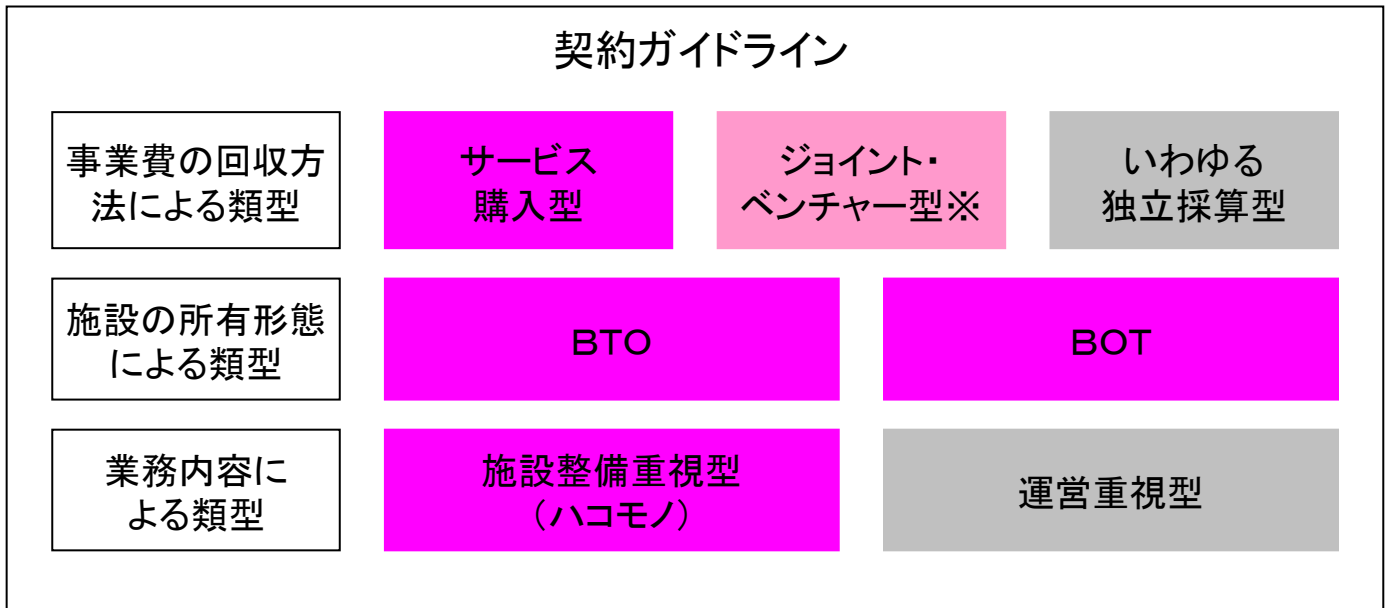 契約ガイドライン
事業費の回収方
法による類型
サービス
購入型
ジョイント・
ベンチャー型※
いわゆる
独立採算型
施設の所有形態
による類型
ＢＴＯ
ＢＯＴ
業務内容に
よる類型
施設整備重視型
（ハコモノ）
運営重視型